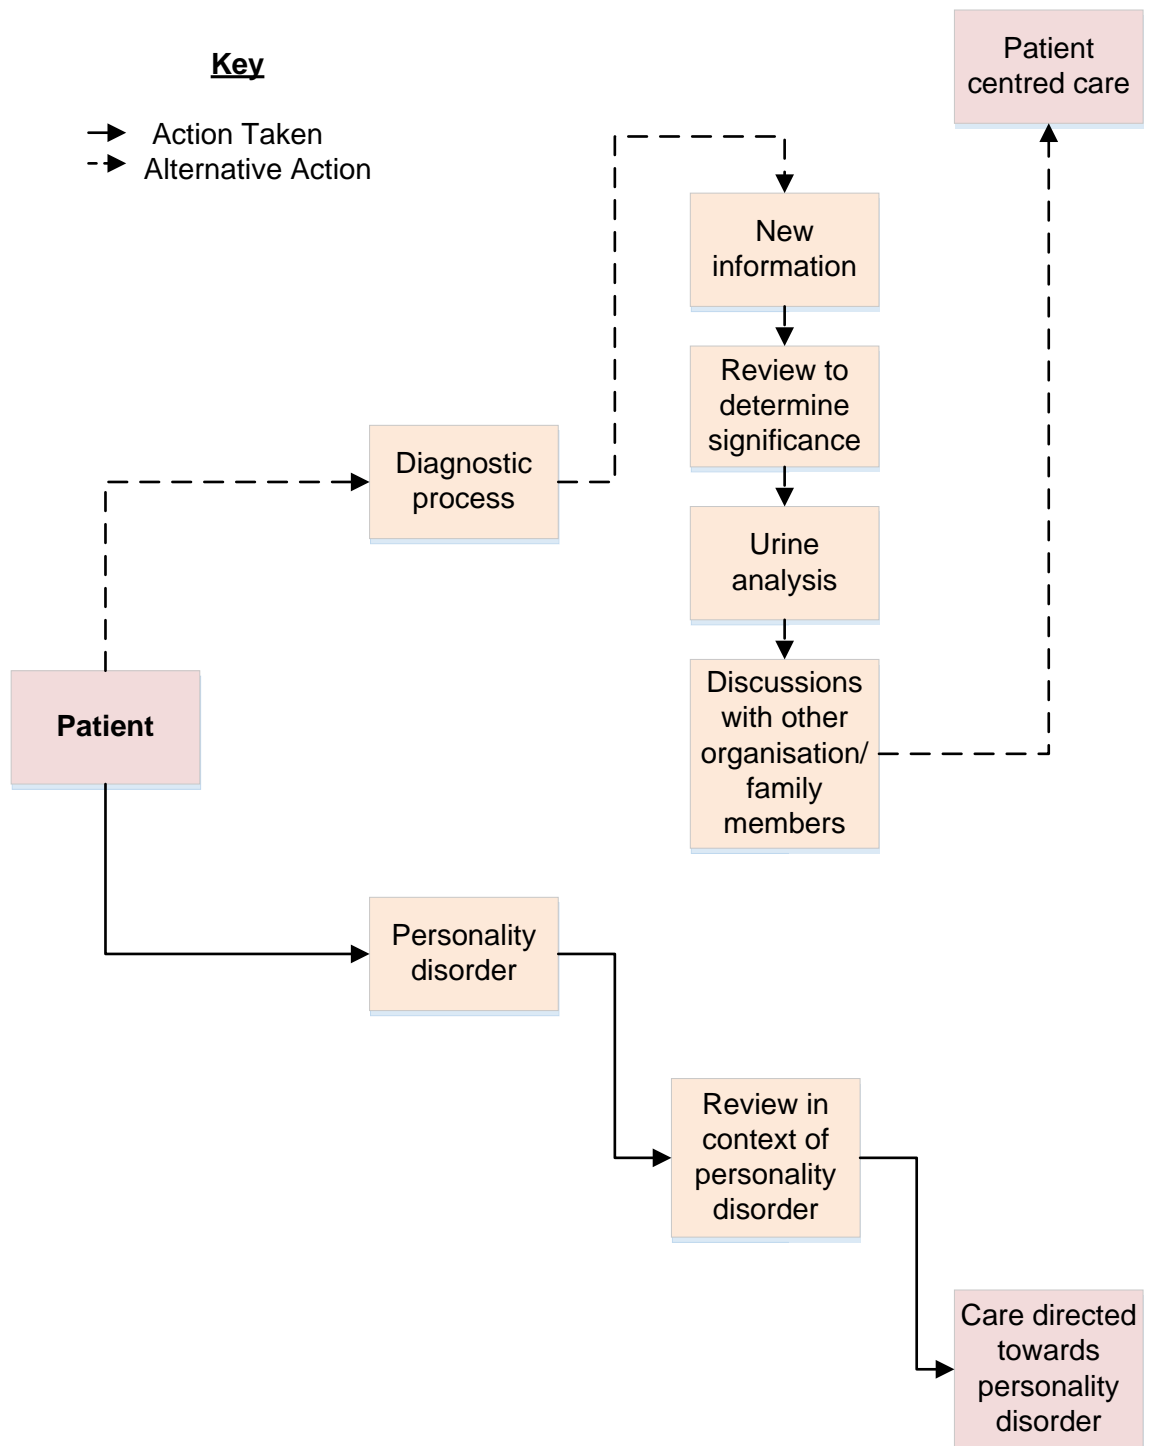 Key
Action Taken
Alternative Action
Patient
centred care
New
information
Review to
determine
significance
Diagnostic
process
Urine
analysis
Patient
Discussions
with other
organisation/
family
members
Personality
disorder
Review in
context of
personality
disorder
Care directed
towards
personality
disorder